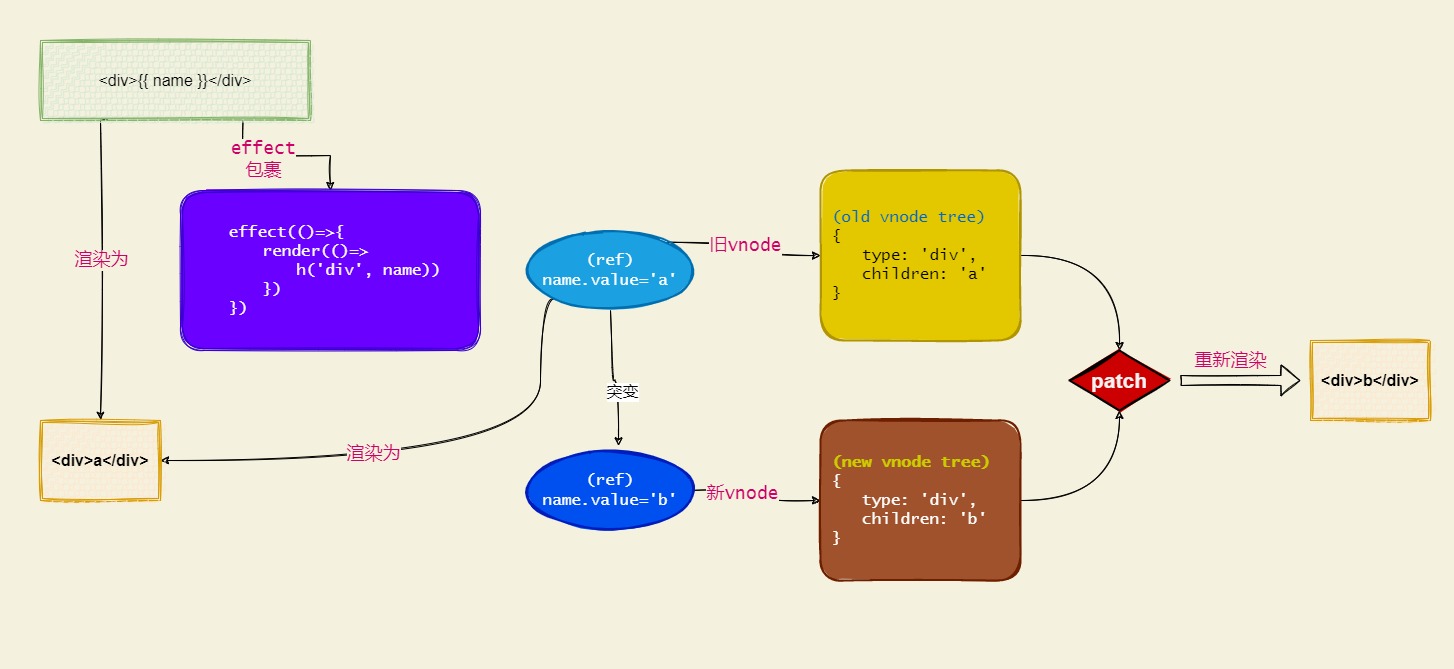 <div>{{ name }}</div>
effect
包裹
渲染为
effect(()=>{
render(()=>
h('div', name))
})
})
<div>a</div>
渲染为
(ref)
name.value='a'
突变
(ref)
name.value='b'
旧vnode
(old vnode tree)
{
type: 'div',
children: 'a'
}
新vnode
(new vnode tree)
{
type: 'div',
children: 'b'
}
patch
重新渲染
<div>b</div>